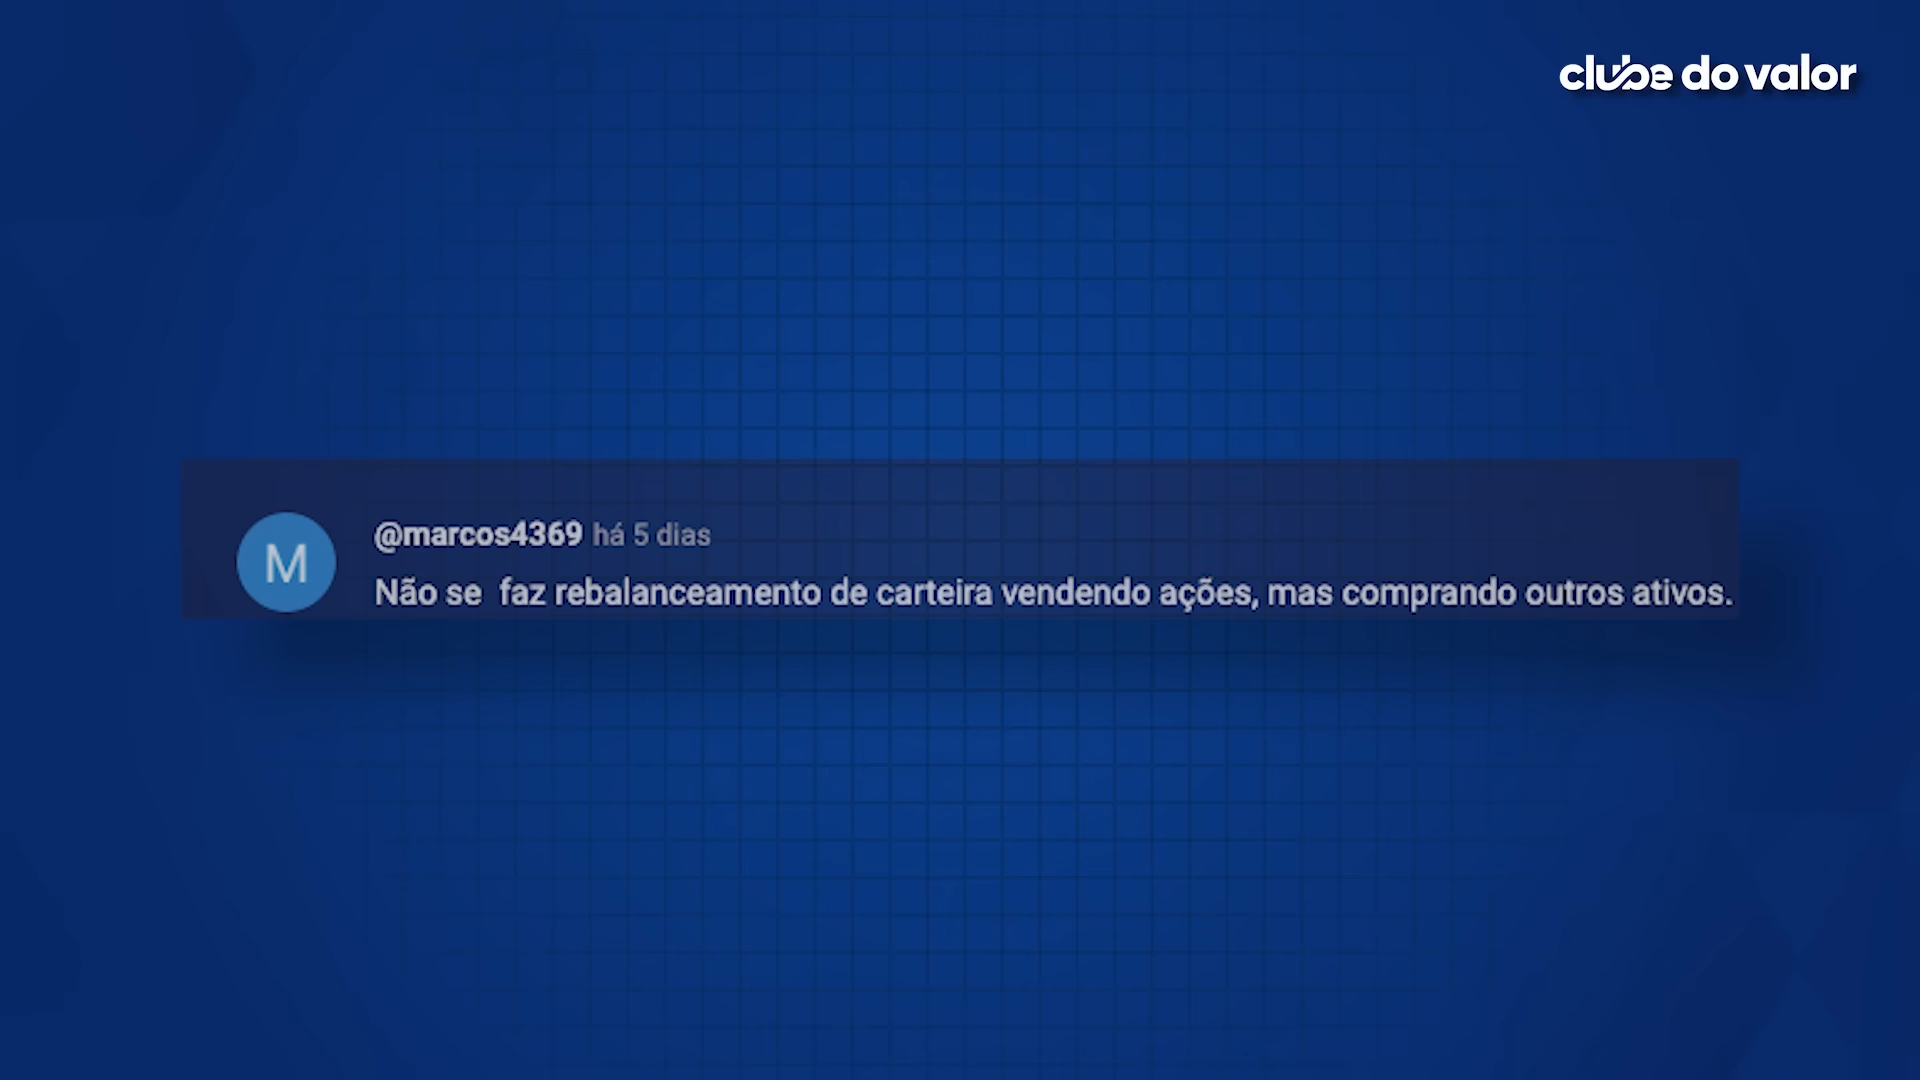 clube do valor
M
@marcos4369 há 5 dias
Não se  faz rebalanceamento de carteira vendendo ações, mas comprando outros ativos.